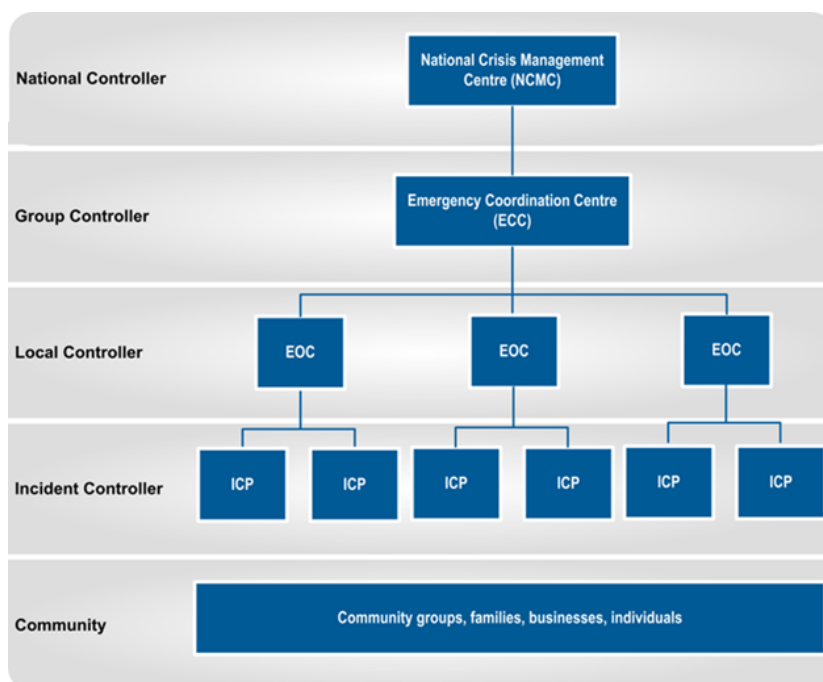 National Controller
National Crisis Management
Centre (NCMC)
Group Controller
Emergency Coordination Centre
(ECC)
Local Controller
EOC
EOC
EOC
Incident Controller
ICP
ICP
ICP
ICP
ICP
ICP
Community
Community groups, families, businesses, individuals